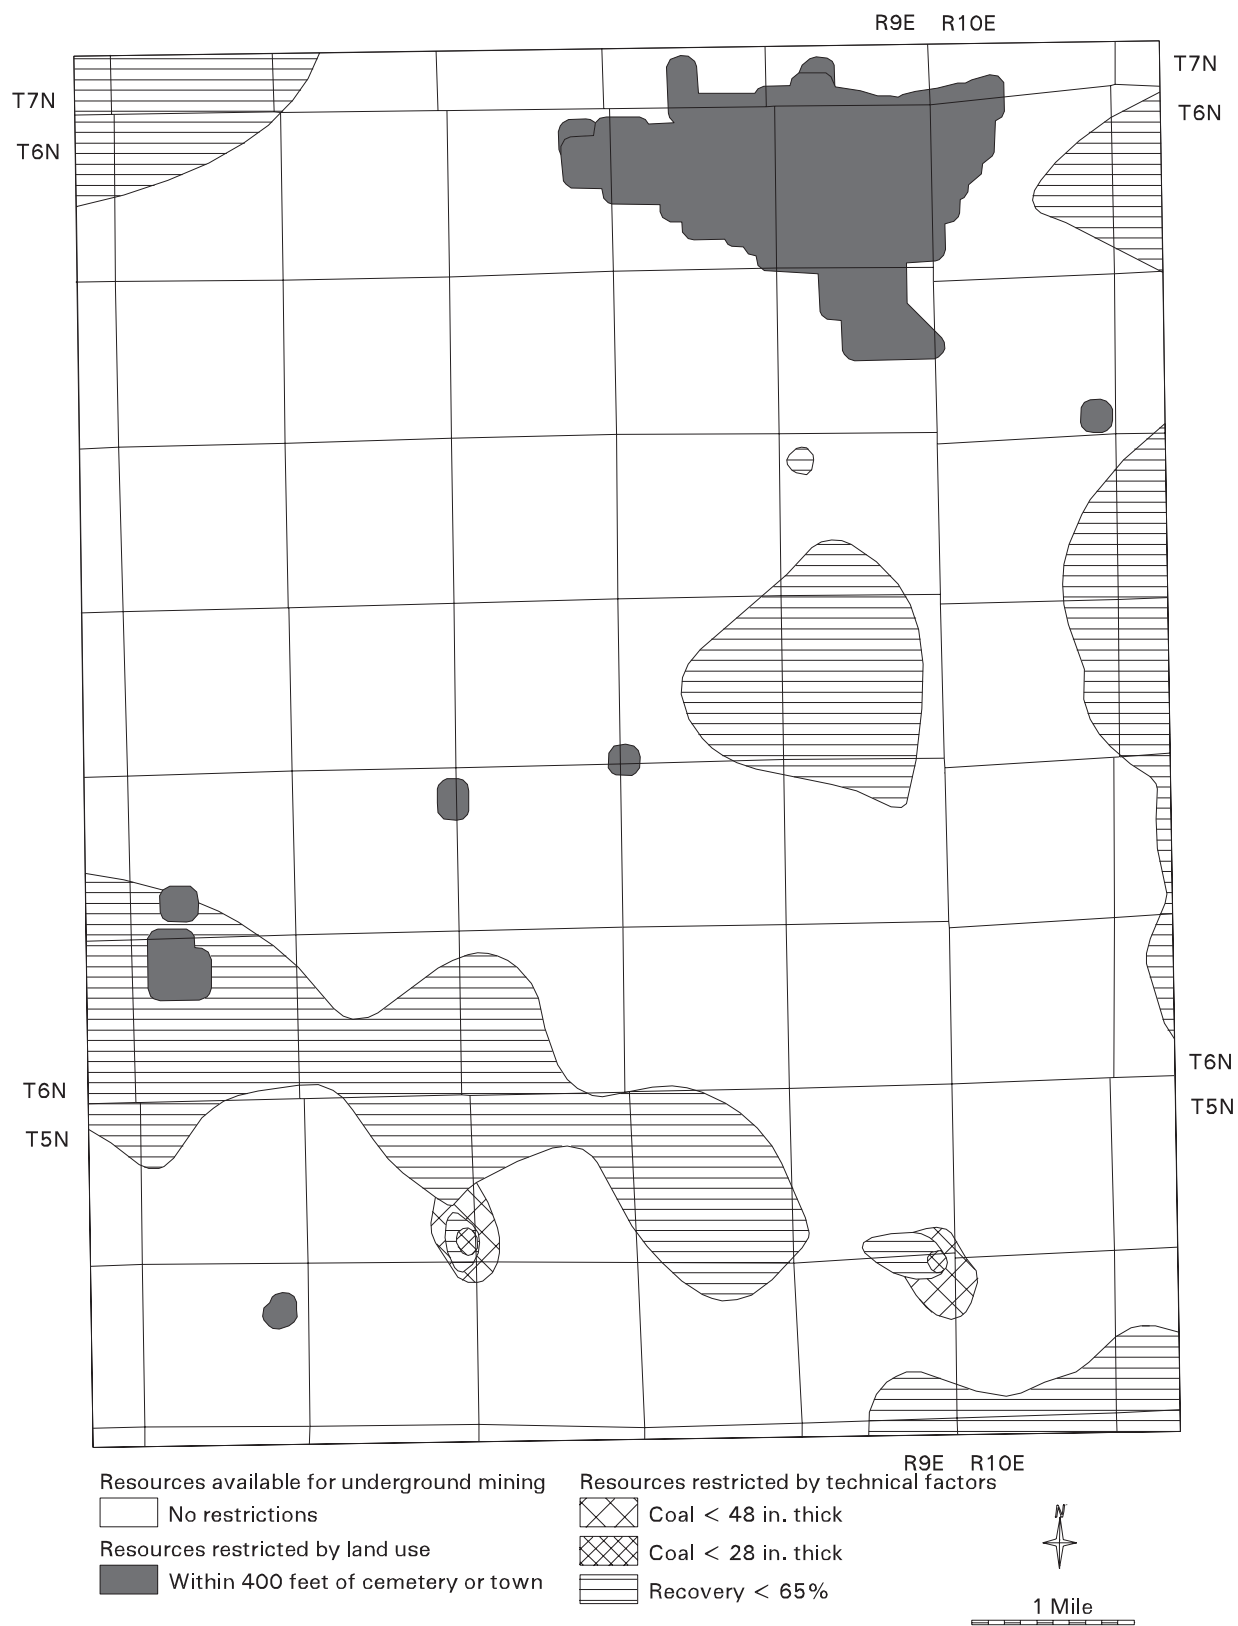 R9E R10E
T7N
T7N
T6N
T6N
T6N
T6N
T5N
T5N
R9E R10E
Resources available for underground mining
No restrictions
Resources restricted by land use
Within 400 feet of cemetery or town
Resources restricted by technical factors
Coal < 48 in. thick
Coal < 28 in. thick
Recovery < 65%
N
1 Mile